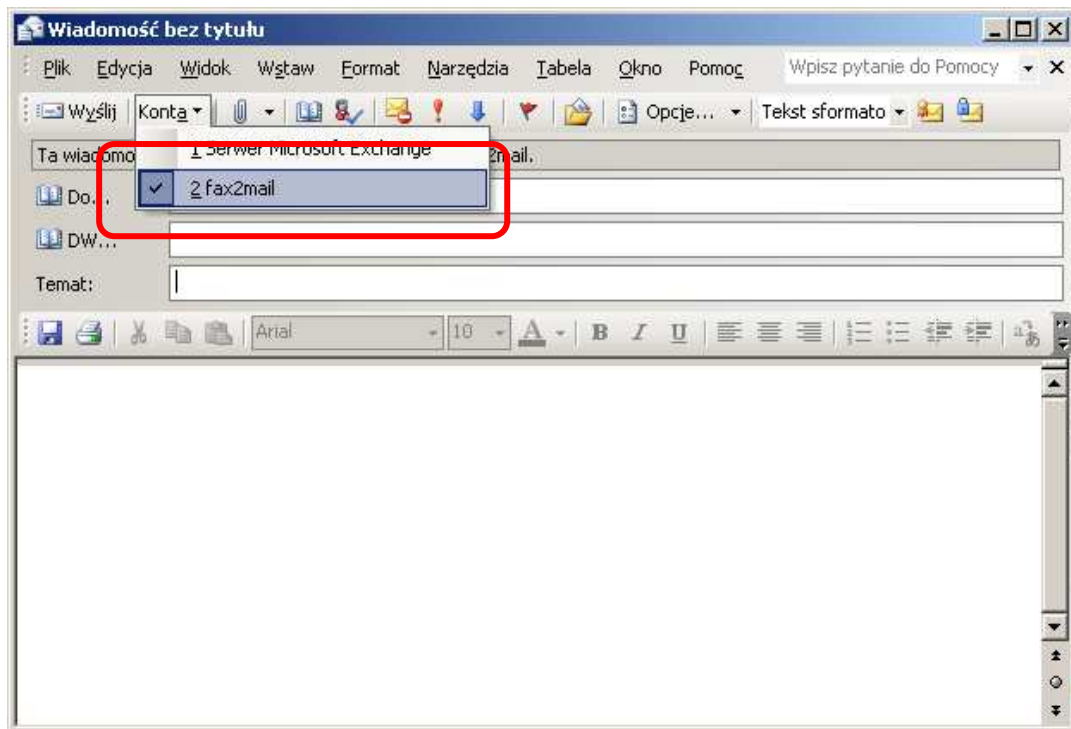 Wiadomość bez tytułu
Plik Edycja Widok Wstaw Format Narzędzia Tabela Okno Pomoc Wpisz pytanie do Pomocy
Wyślij Konta Opcje... Tekst sformato
1 Serwer Microsoft Exchange
Ta wiadomo 2mail.
2 fax2mail
Do...
DW...
Temat:
Arial 10 A B I U